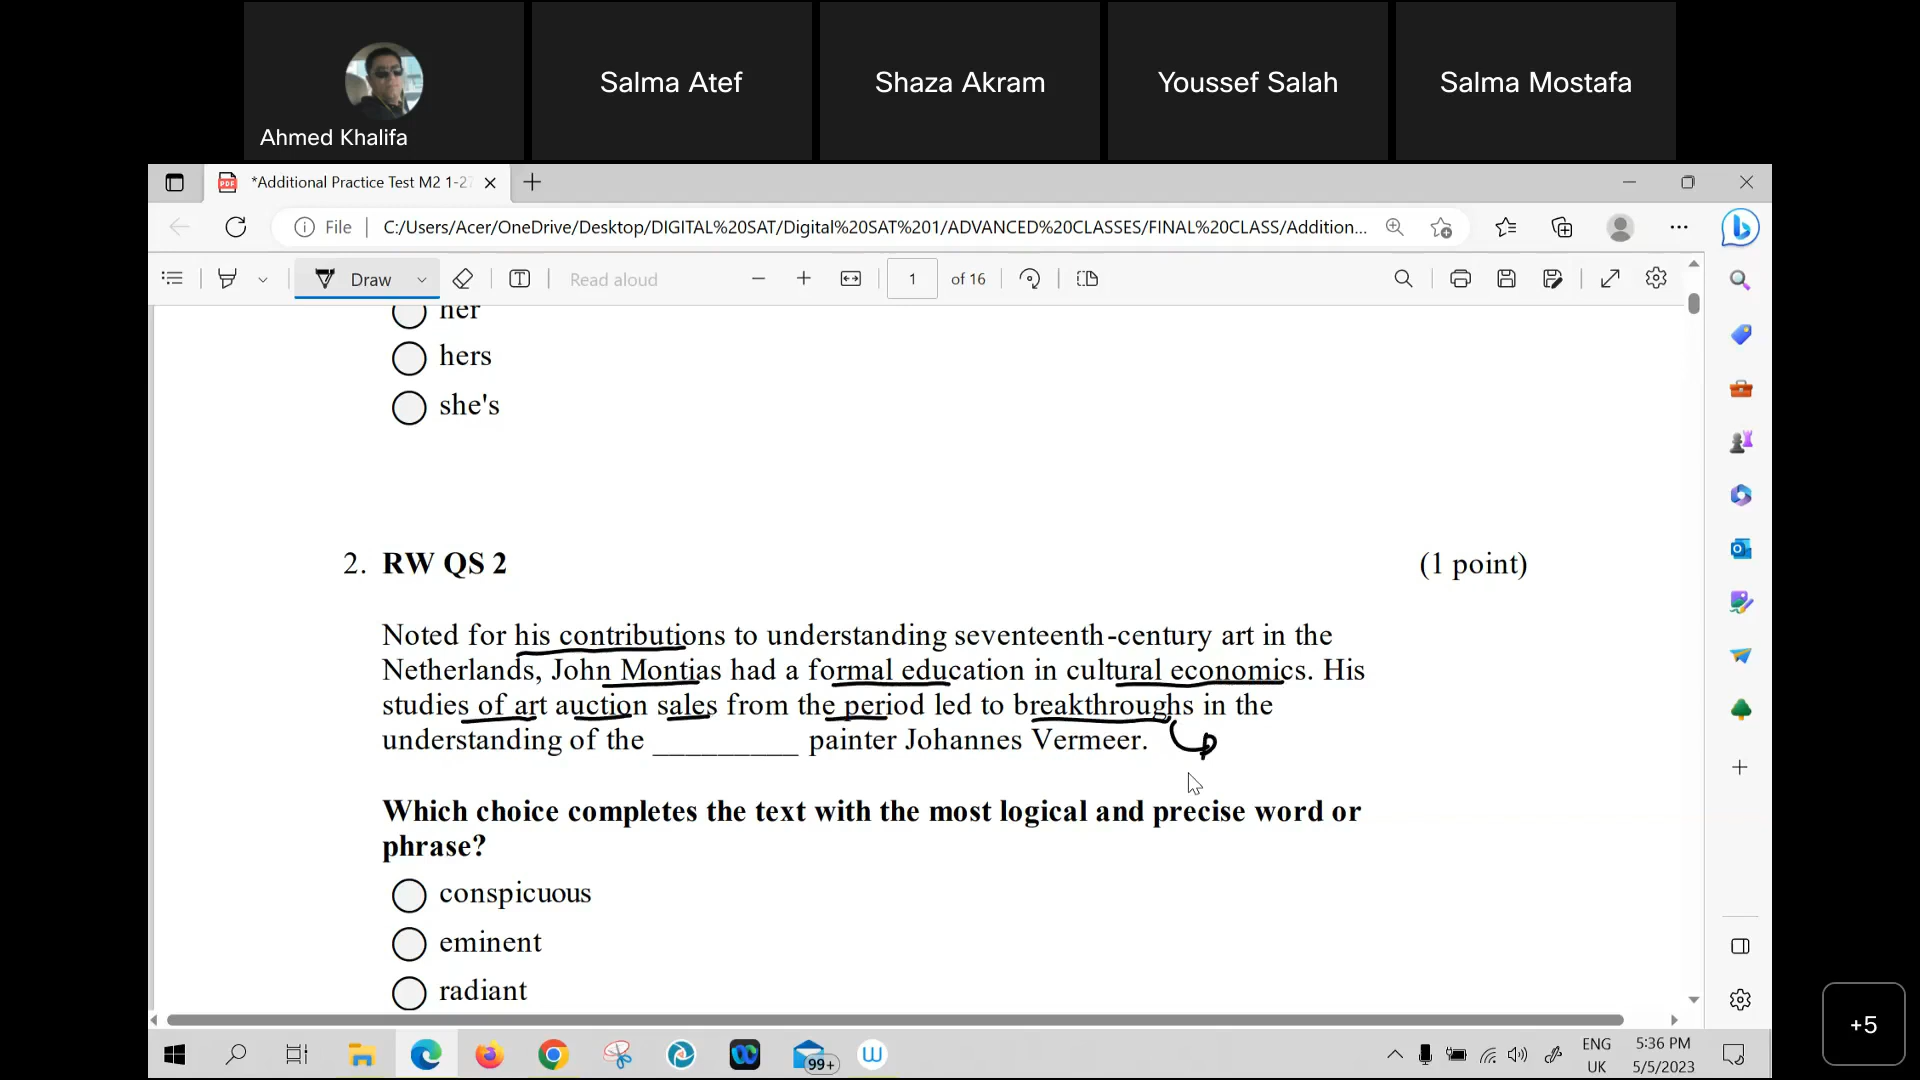 Salma Atef
Shaza Akram
Youssef Salah
Salma Mostafa
Ahmed Khalifa
*Additional Practice Test M2 1-27
File
C:/Users/Acer/OneDrive/Desktop/DIGITAL%20SAT/Digital%20SAT%201/ADVANCED%20CLASSES/FINAL%20CLASS/Addition...
Draw
Read aloud
1
of 16
her
hers
she's
2. RW QS 2
(1 point)
Noted for his contributions to understanding seventeenth-century art in the
Netherlands, John Montias had a formal education in cultural economics. His
studies of art auction sales from the period led to breakthroughs in the
understanding of the _________ painter Johannes Vermeer.
Which choice completes the text with the most logical and precise word or
phrase?
conspicuous
eminent
radiant
+5
99+
ENG
UK
5:36 PM
5/5/2023